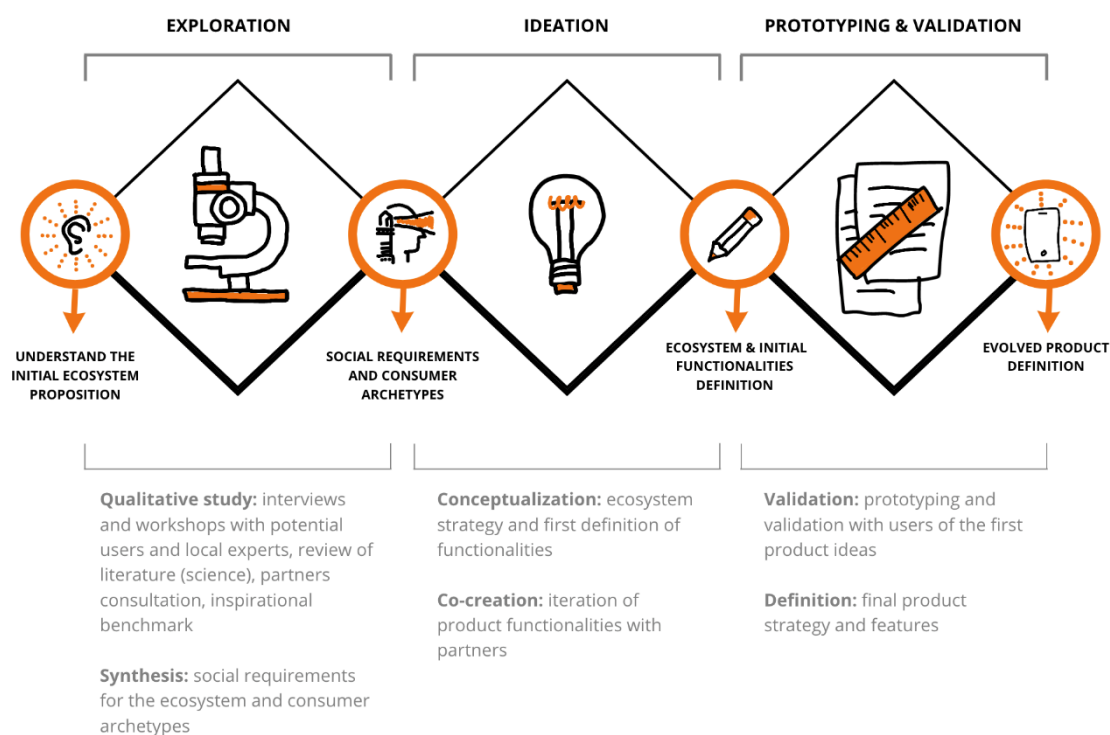 EXPLORATION
IDEATION
PROTOTYPING & VALIDATION
UNDERSTAND THE
INITIAL ECOSYSTEM
PROPOSITION
SOCIAL REQUIREMENTS
AND CONSUMER
ARCHETYPES
ECOSYSTEM & INITIAL
FUNCTIONALITIES
DEFINITION
EVOLVED PRODUCT
DEFINITION
Qualitative study: interviews
and workshops with potential
users and local experts, review of
literature (science), partners
consultation, inspirational
benchmark
Synthesis: social requirements
for the ecosystem and consumer
archetypes
Conceptualization: ecosystem
strategy and first definition of
functionalities
Co-creation: iteration of
product functionalities with
partners
Validation: prototyping and
validation with users of the first
product ideas
Definition: final product
strategy and features